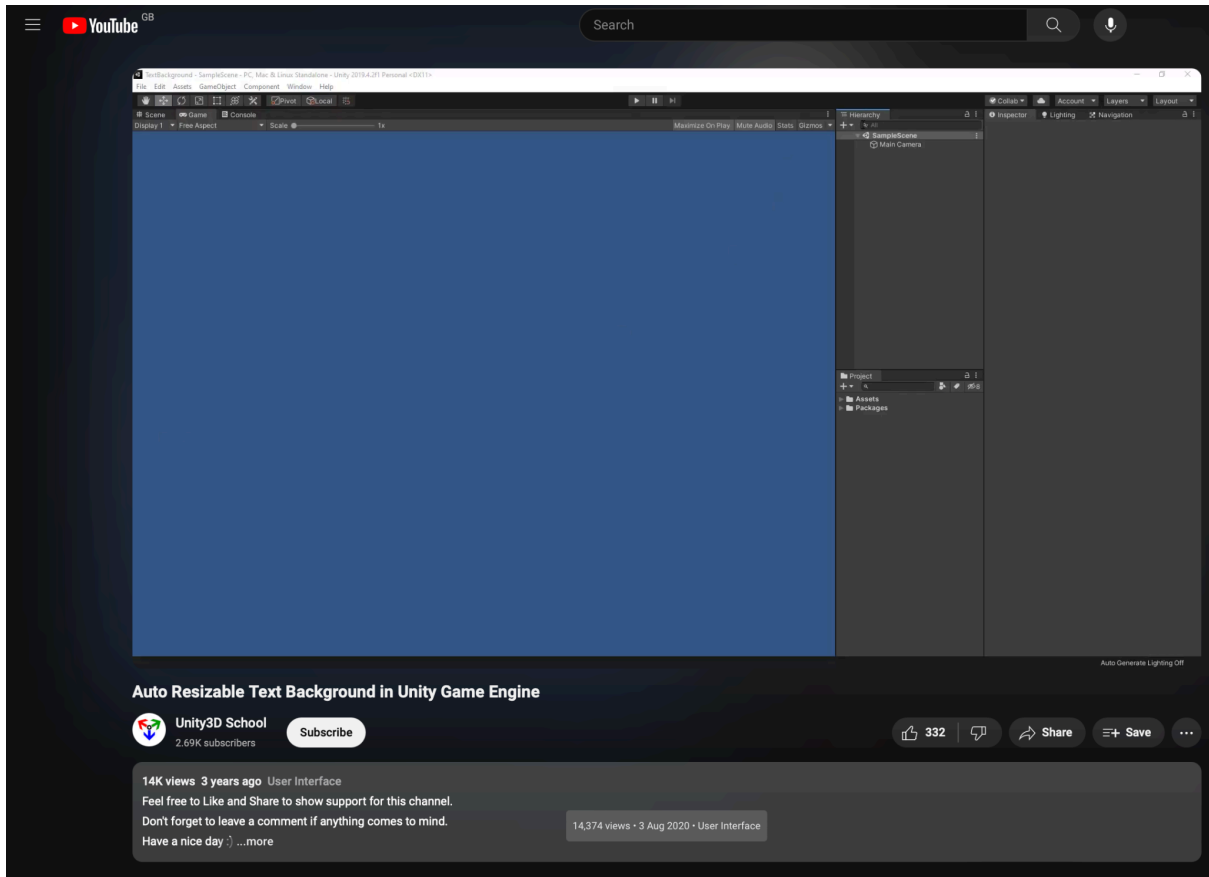 YouTube GB
Search
TextBackground - SampleScene - PC, Mac & Linux Standalone - Unity 2019.4.2f1 Personal <DX11>
File Edit Assets GameObject Component Window Help
Pivot Local
Collab Account Layers Layout
Scene Game Console
Hierarchy
Inspector Lighting Navigation
Display 1 Free Aspect Scale 1x
Maximize On Play Mute Audio Stats Gizmos
All
SampleScene
Main Camera
Project
Assets
Packages
Auto Generate Lighting Off
Auto Resizable Text Background in Unity Game Engine
Unity3D School
2.69K subscribers
Subscribe
332
Share
Save
14K views 3 years ago User Interface
Feel free to Like and Share to show support for this channel.
Don't forget to leave a comment if anything comes to mind.
Have a nice day :) ...more
14,374 views • 3 Aug 2020 • User Interface